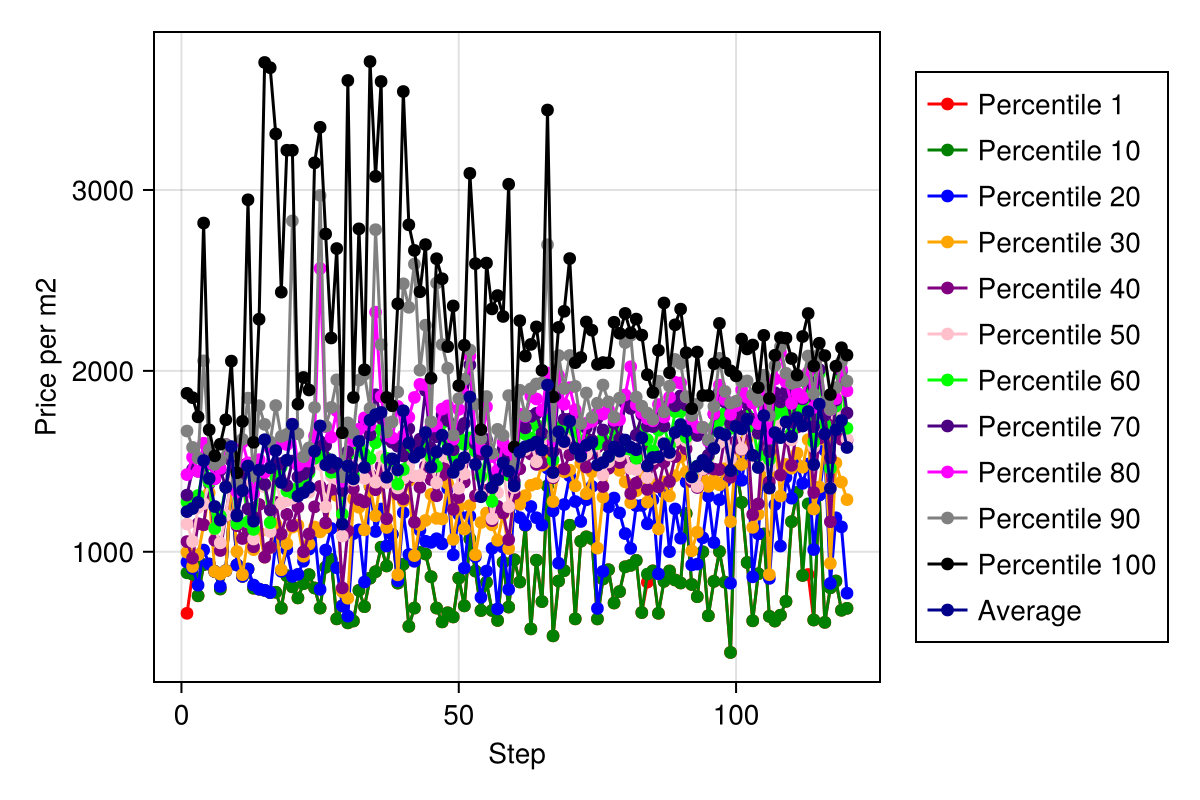 Price per m2
3000
2000
1000
0
50
100
Step
Percentile 1
Percentile 10
Percentile 20
Percentile 30
Percentile 40
Percentile 50
Percentile 60
Percentile 70
Percentile 80
Percentile 90
Percentile 100
Average